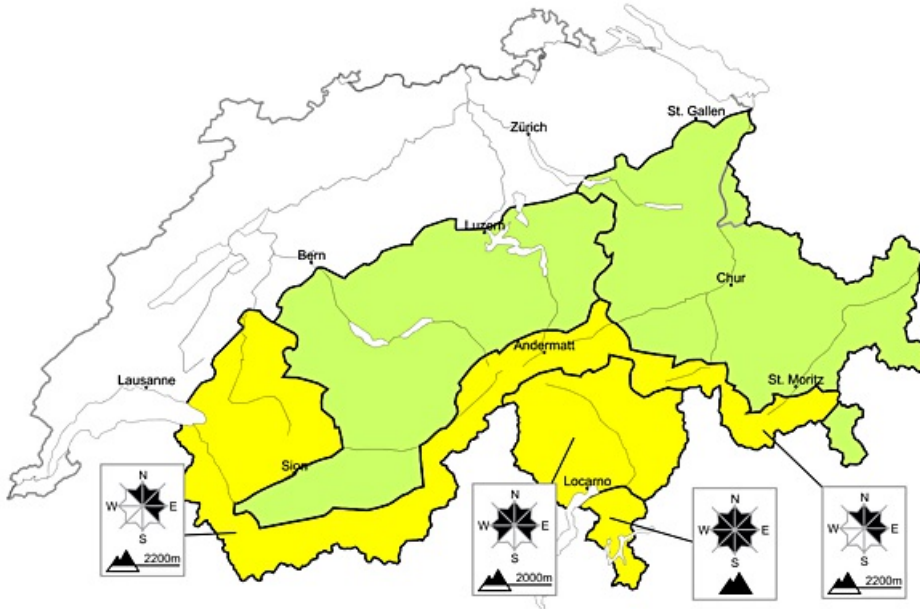 St. Gallen
Zürich
Luzern
Bern
Chur
Andermatt
Lausanne
St. Moritz
Sion
Locarno
N
W E
S
2200m
N
W E
S
2000m
N
W E
S
N
W E
S
2200m